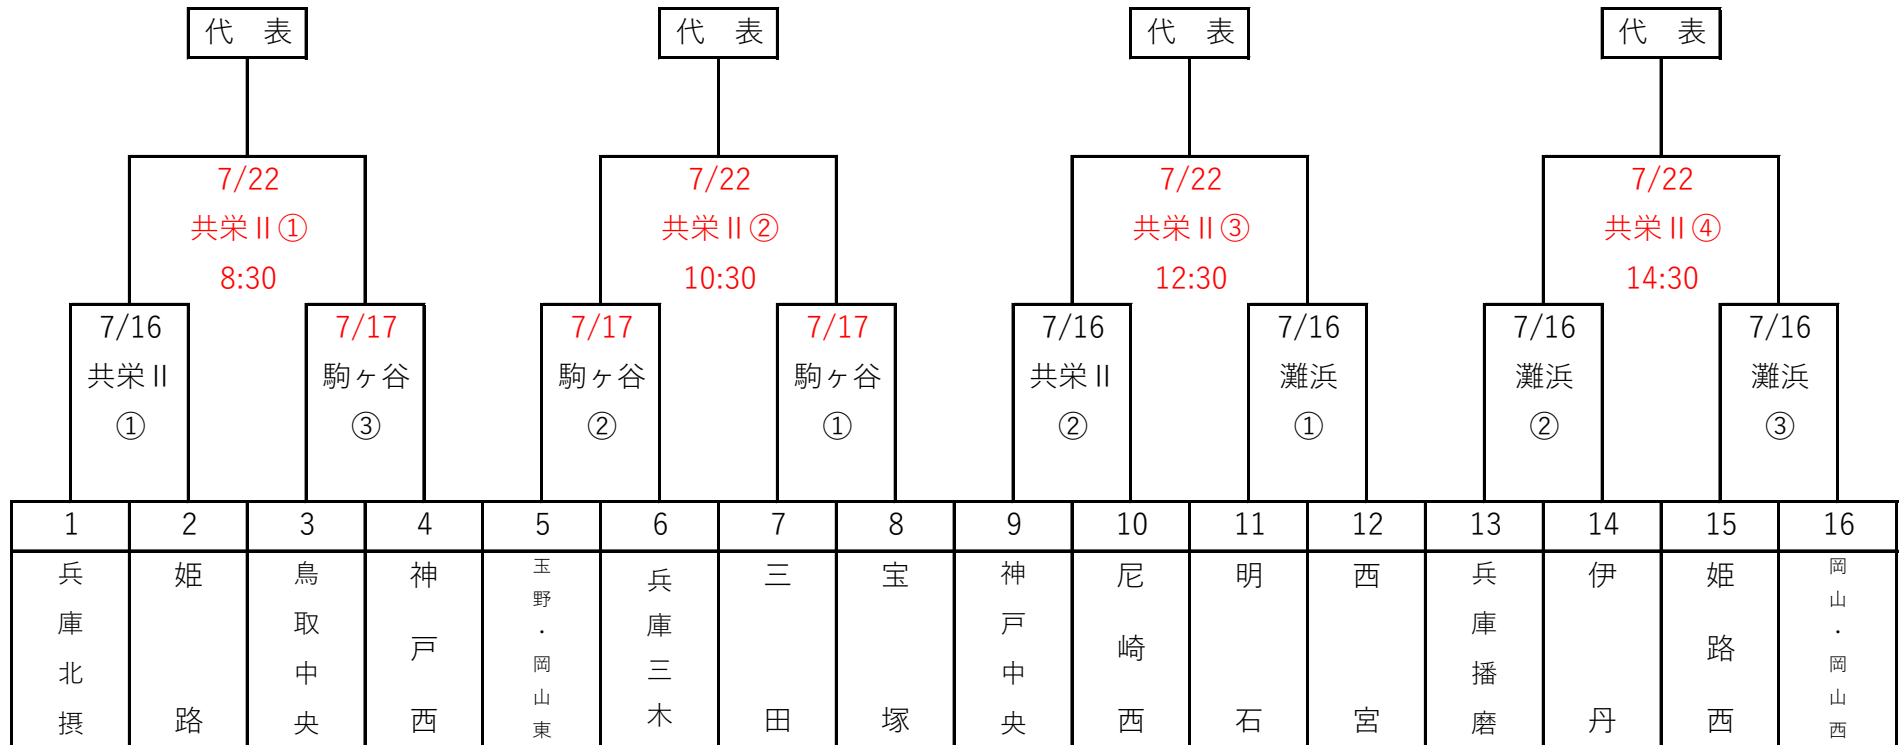 代　表
代　表
代　表
代　表
7/22
共栄Ⅱ①
8:30
7/22
共栄Ⅱ②
10:30
7/22
共栄Ⅱ③
12:30
7/22
共栄Ⅱ④
14:30
7/16
共栄Ⅱ
①
7/17
駒ヶ谷
③
7/17
駒ヶ谷
②
7/17
駒ヶ谷
①
7/16
共栄Ⅱ
②
7/16
灘浜
①
7/16
灘浜
②
7/16
灘浜
③
1
2
3
4
5
6
7
8
9
10
11
12
13
14
15
16
兵庫北摂
姫路
鳥取中央
神戸西
玉野・岡山東
兵庫三木
三田
宝塚
神戸中央
尼崎西
明石
西宮
兵庫播磨
伊丹
姫路西
岡山・岡山西